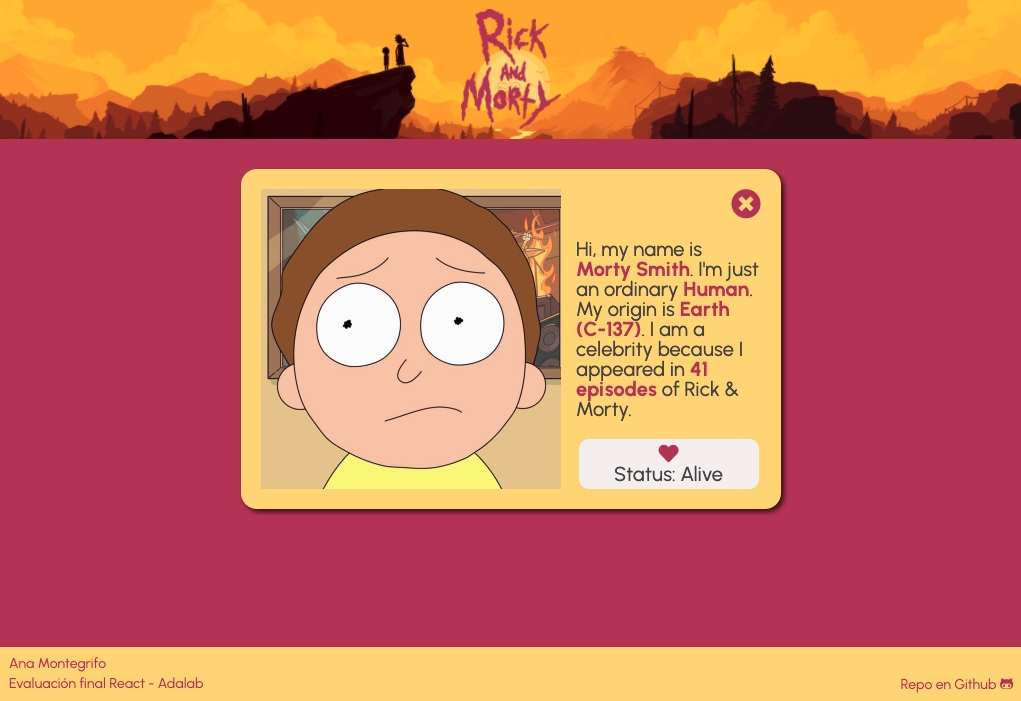 Rick
And
Morty
Hi, my name is
Morty Smith. I'm just
an ordinary Human.
My origin is Earth
(C-137). I am a
celebrity because I
appeared in 41
episodes of Rick &
Morty.
Status: Alive
Ana Montegrifo
Evaluación final React - Adalab
Repo en Github